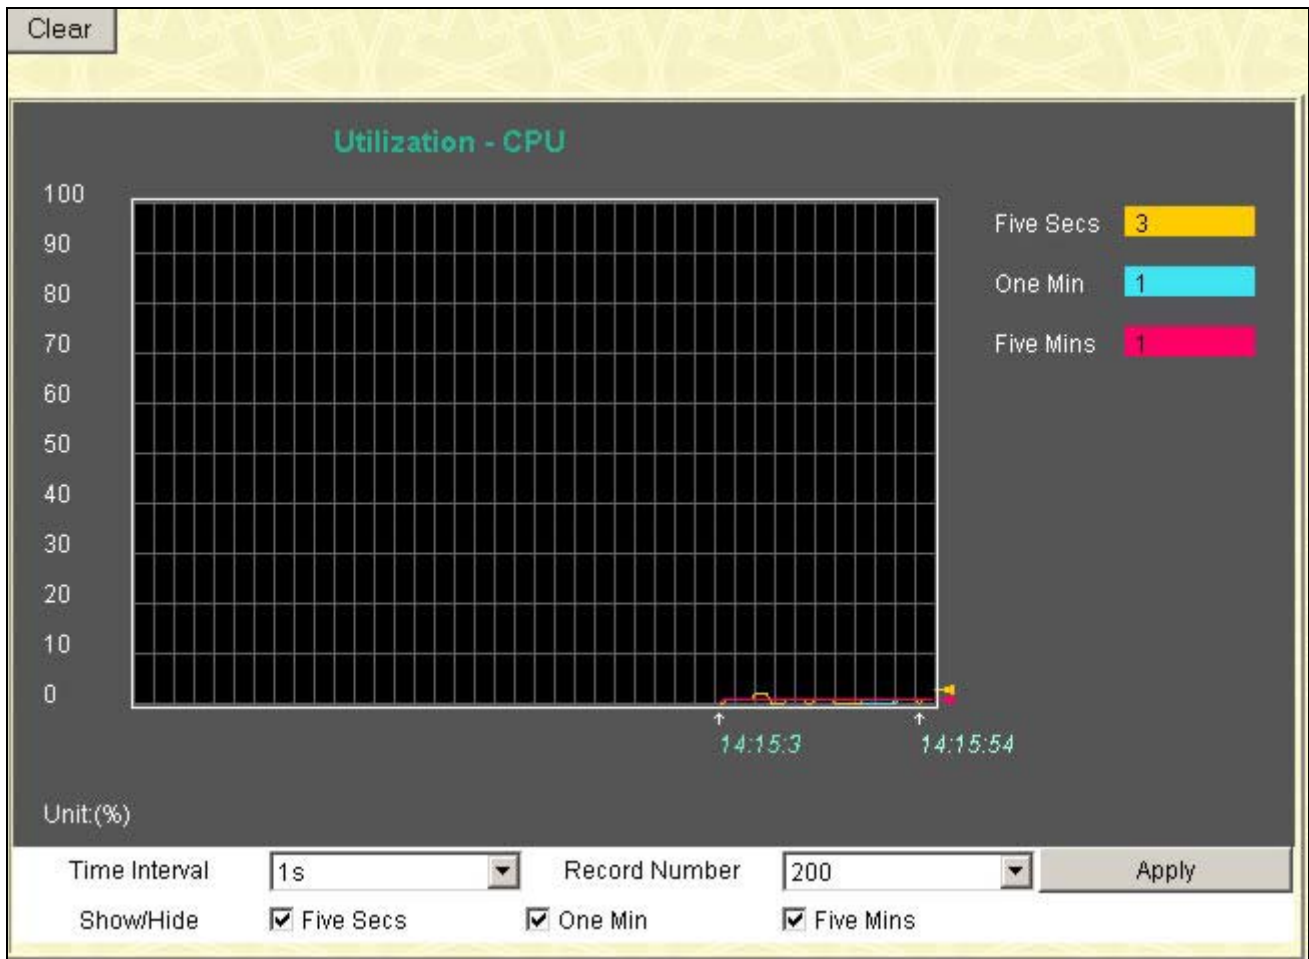 Clear
Utilization - CPU
100
90
80
70
60
50
40
30
20
10
0
Five Secs 3
One Min 1
Five Mins 1
14:15:3 14:15:54
Unit:(%)
Time Interval 1s Record Number 200 Apply
Show/Hide Five Secs One Min Five Mins